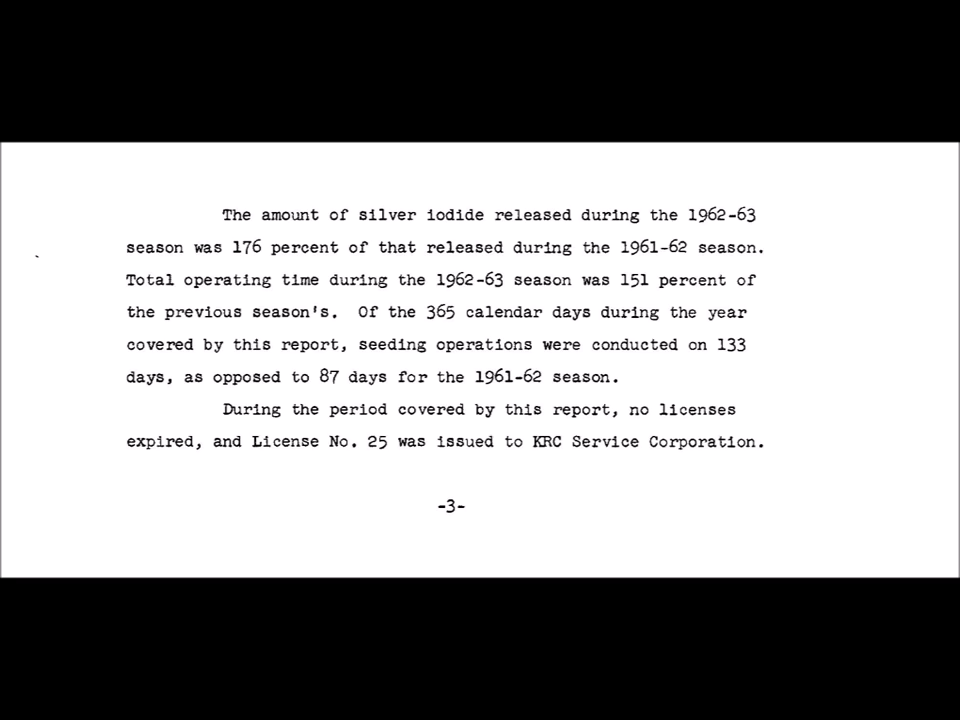 The amount of silver iodide released during the 1962-63
season was 176 percent of that released during the 1961-62 season.
Total operating time during the 1962-63 season was 151 percent of
the previous season's. Of the 365 calendar days during the year
covered by this report, seeding operations were conducted on 133
days, as opposed to 87 days for the 1961-62 season.
During the period covered by this report, no licenses
expired, and License No. 25 was issued to KRC Service Corporation.
-3-